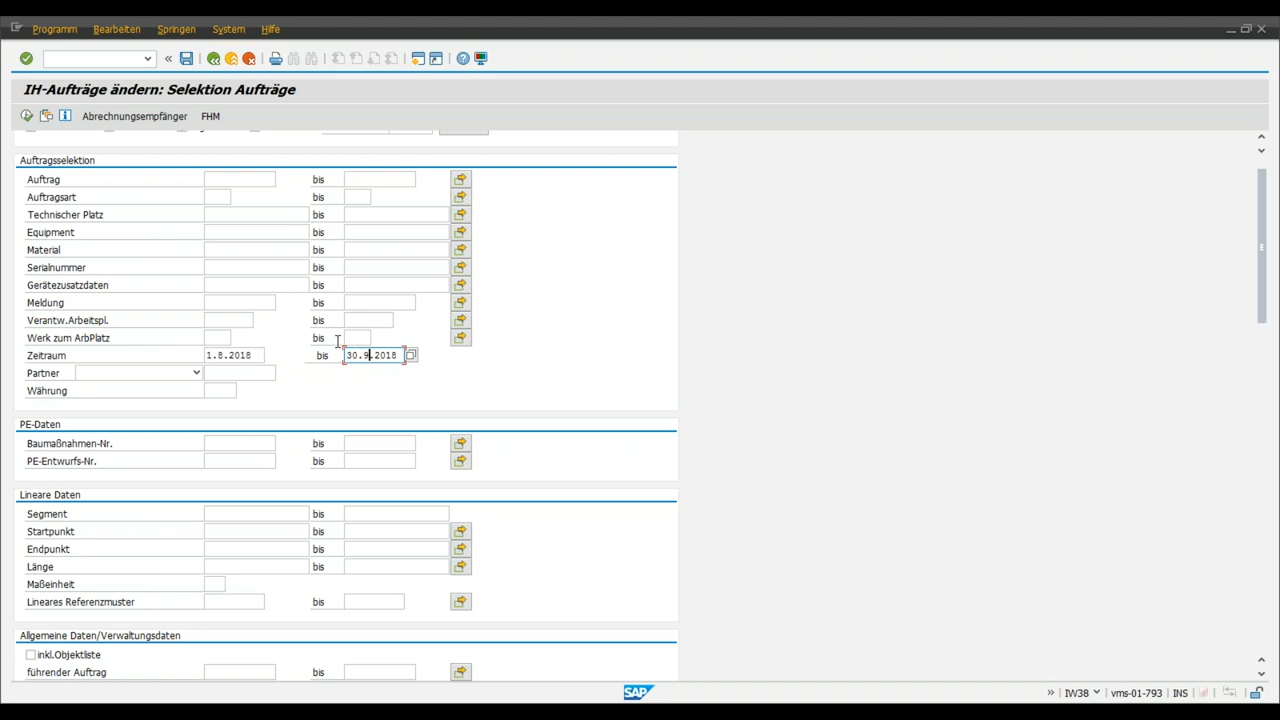 Programm Bearbeiten Springen System Hilfe
IH-Aufträge ändern: Selektion Aufträge
Abrechnungsempfänger FHM
Auftragsselektion
Auftrag bis
Auftragsart bis
Technischer Platz bis
Equipment bis
Material bis
Serialnummer bis
Gerätezusatzdaten bis
Meldung bis
Verantw.Arbeitspl. bis
Werk zum ArbPlatz bis
Zeitraum 1.8.2018 bis 30.9.2018
Partner
Währung
PE-Daten
Baumaßnahmen-Nr. bis
PE-Entwurfs-Nr. bis
Lineare Daten
Segment bis
Startpunkt bis
Endpunkt bis
Länge bis
Maßeinheit
Lineares Referenzmuster bis
Allgemeine Daten/Verwaltungsdaten
inkl.Objektliste
führender Auftrag bis
SAP IW38 vms-01-793 INS